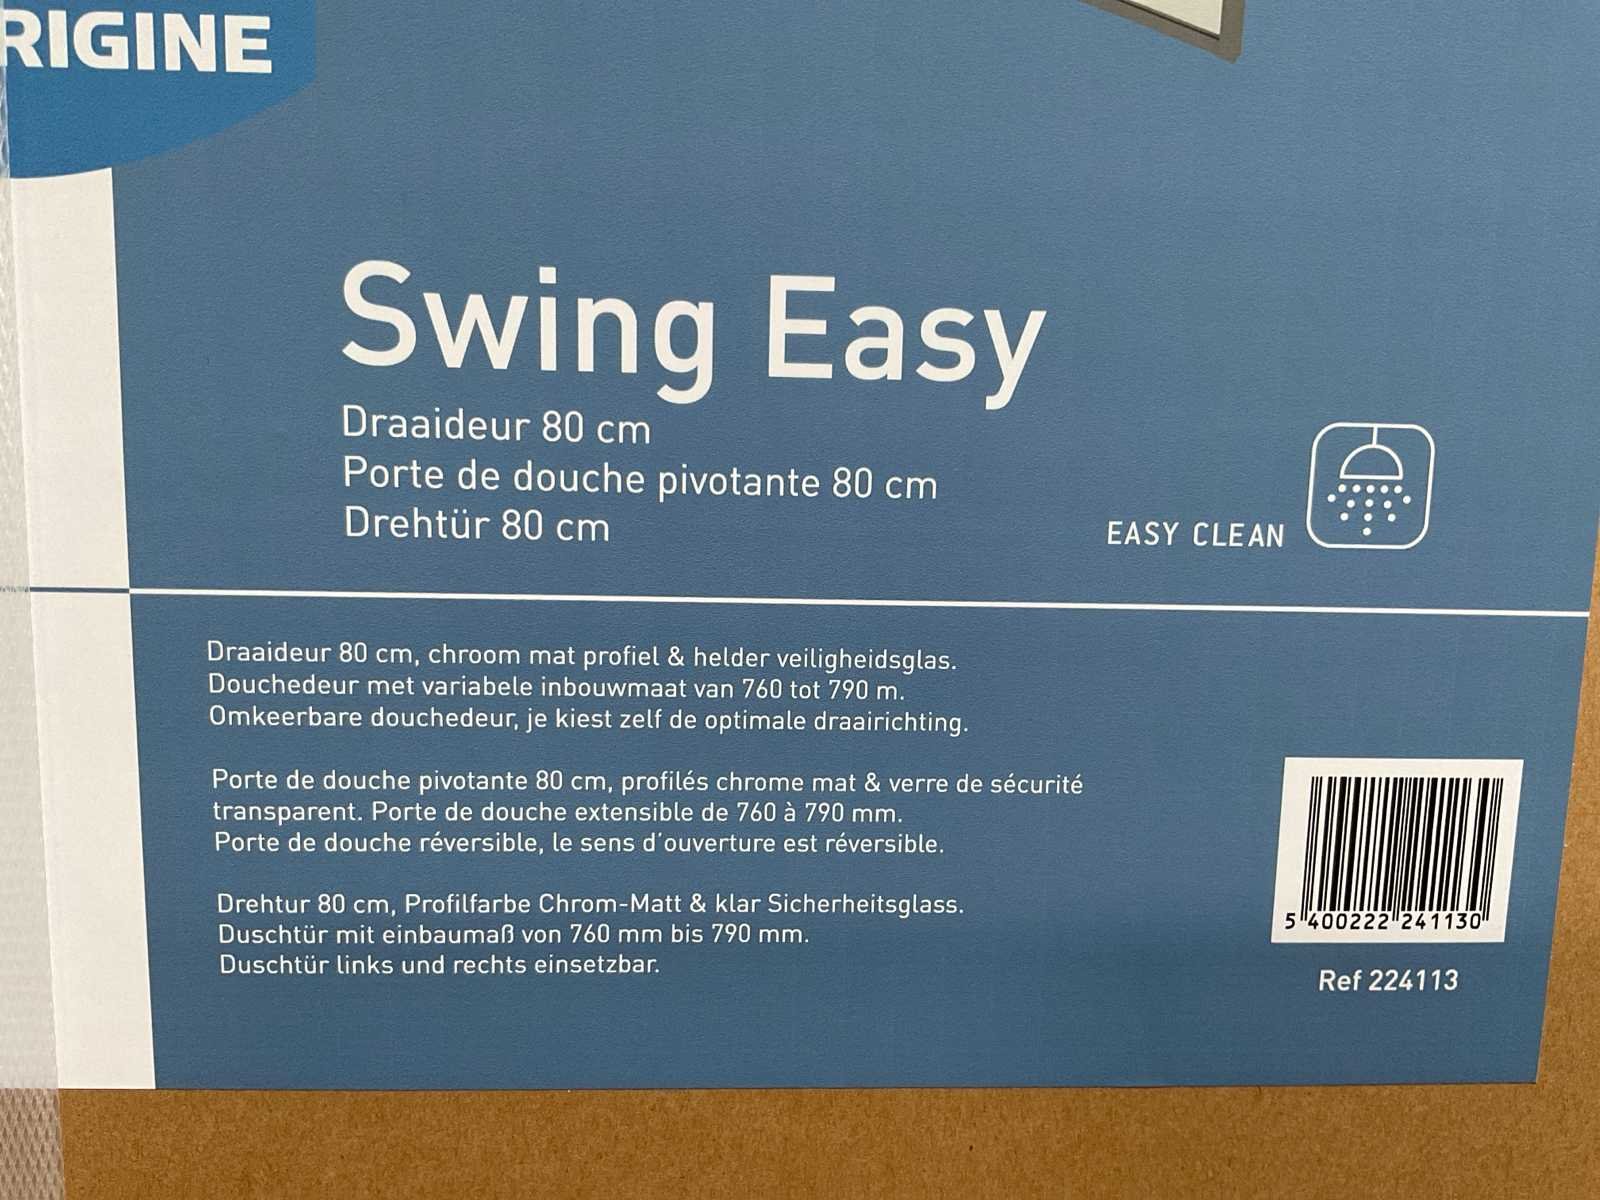 RIGINE
Swing Easy
Draaideur 80 cm
Porte de douche pivotante 80 cm
Drehtür 80 cm
EASY CLEAN
Draaideur 80 cm, chroom mat profiel & helder veiligheidsglas.
Douchedeur met variabele inbouwmaat van 760 tot 790 m.
Omkeerbare douchedeur, je kiest zelf de optimale draairichting.
Porte de douche pivotante 80 cm, profilés chrome mat & verre de sécurité
transparent. Porte de douche extensible de 760 à 790 mm.
Porte de douche réversible, le sens d'ouverture est réversible.
Drehtur 80 cm, Profilfarbe Chrom-Matt & klar Sicherheitsglass.
Duschtür mit einbaumaß von 760 mm bis 790 mm.
Duschtür links und rechts einsetzbar.
5 400222 241130
Ref 224113